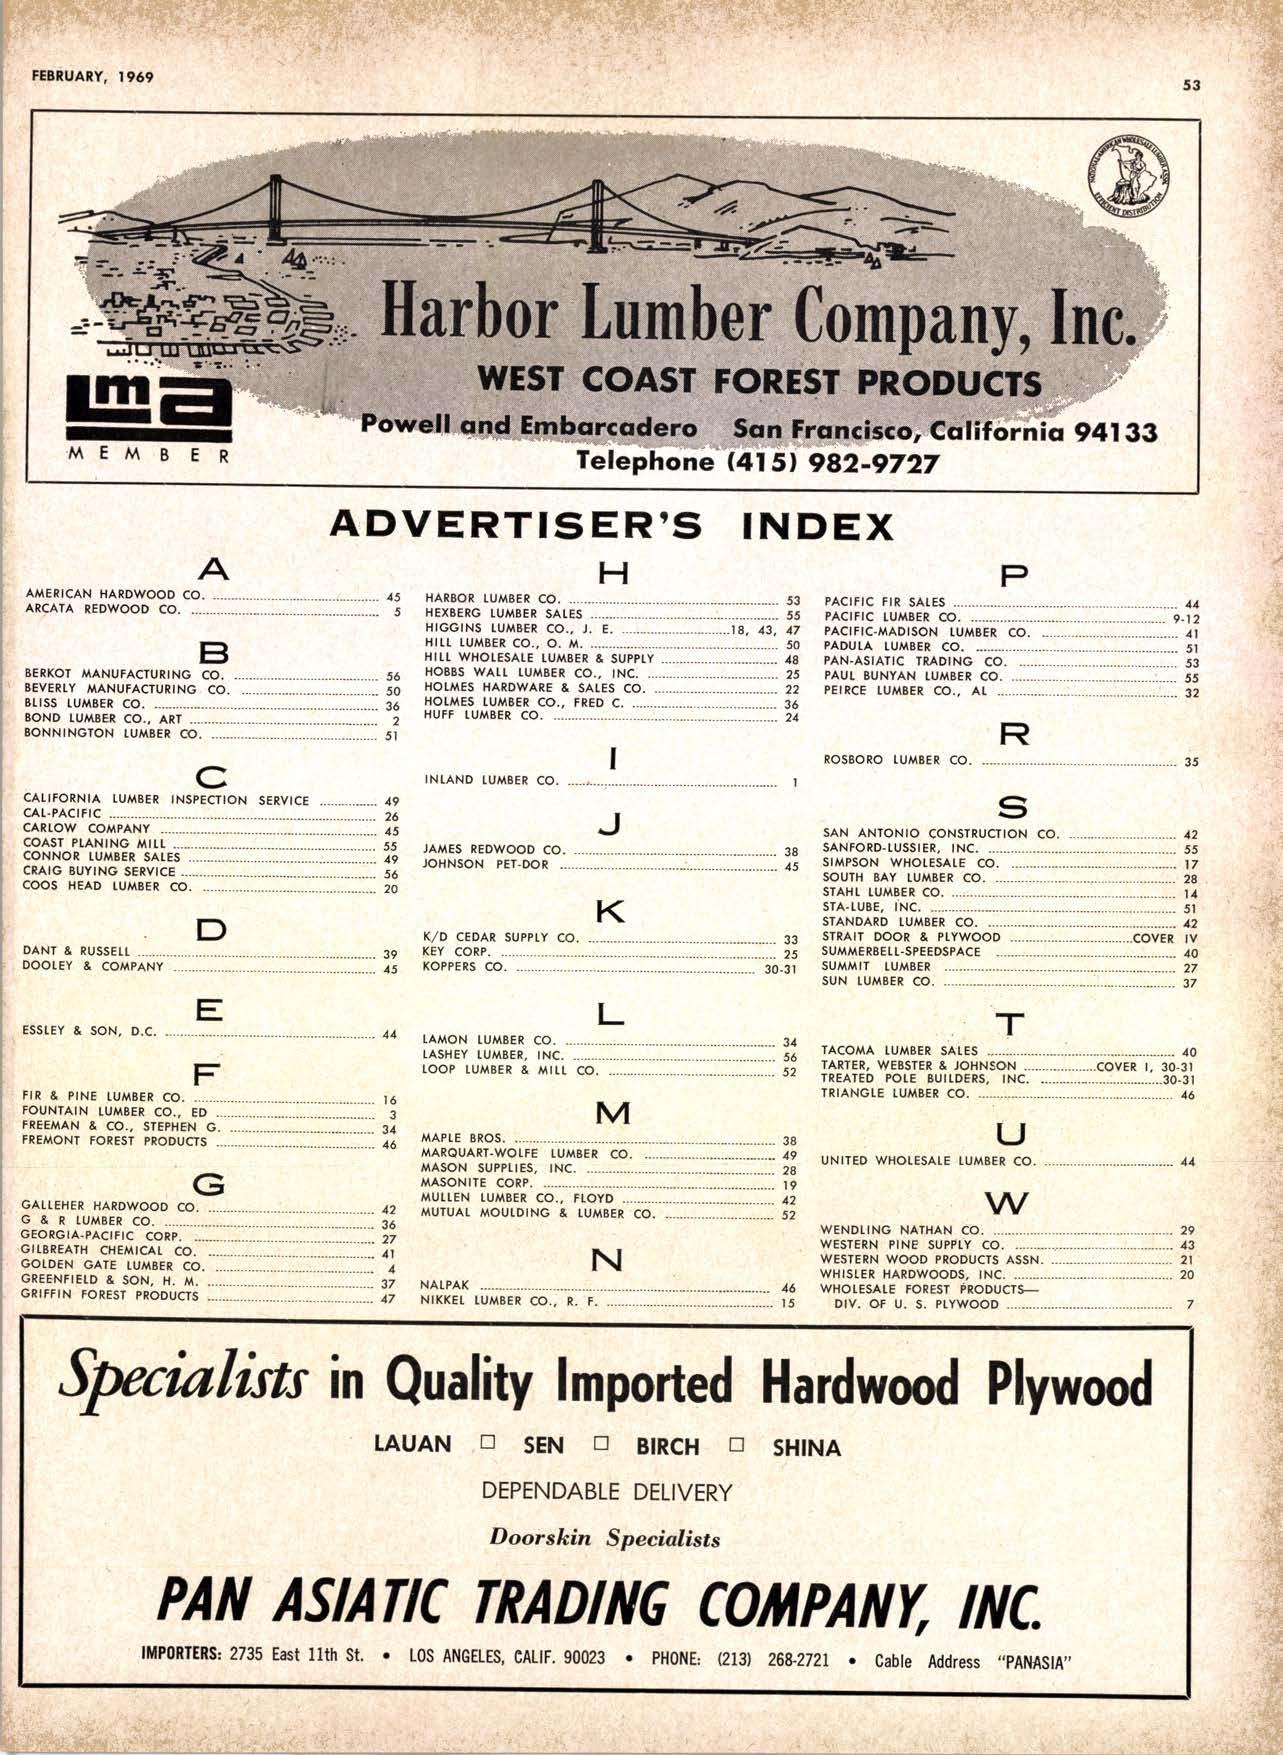 FEBRUARY, 1969
53
NATIONAL-AMERICAN WHOLESALE LUMBER ASSN.
EFFICIENT DISTRIBUTION
Harbor Lumber Company, Inc.
WEST COAST FOREST PRODUCTS
lma
MEMBER
Powell and Embarcadero San Francisco, California 94133
Telephone (415) 982-9727
ADVERTISER'S INDEX
A
AMERICAN HARDWOOD CO. 45
ARCATA REDWOOD CO. 5
B
BERKOT MANUFACTURING CO. 56
BEVERLY MANUFACTURING CO. 50
BLISS LUMBER CO. 36
BOND LUMBER CO., ART 2
BONNINGTON LUMBER CO. 51
C
CALIFORNIA LUMBER INSPECTION SERVICE 49
CAL-PACIFIC 26
CARLOW COMPANY 45
COAST PLANING MILL 55
CONNOR LUMBER SALES 49
CRAIG BUYING SERVICE 56
COOS HEAD LUMBER CO. 20
D
DANT & RUSSELL 39
DOOLEY & COMPANY 45
E
ESSLEY & SON, D.C. 44
F
FIR & PINE LUMBER CO. 16
FOUNTAIN LUMBER CO., ED 3
FREEMAN & CO., STEPHEN G. 34
FREMONT FOREST PRODUCTS 46
G
GALLEHER HARDWOOD CO. 42
G & R LUMBER CO. 36
GEORGIA-PACIFIC CORP. 27
GILBREATH CHEMICAL CO. 41
GOLDEN GATE LUMBER CO. 4
GREENFIELD & SON, H. M. 37
GRIFFIN FOREST PRODUCTS 47
H
HARBOR LUMBER CO. 53
HEXBERG LUMBER SALES 55
HIGGINS LUMBER CO., J. E. 18, 43, 47
HILL LUMBER CO., O. M. 50
HILL WHOLESALE LUMBER & SUPPLY 48
HOBBS WALL LUMBER CO., INC. 25
HOLMES HARDWARE & SALES CO. 22
HOLMES LUMBER CO., FRED C. 36
HUFF LUMBER CO. 24
I
INLAND LUMBER CO. 1
J
JAMES REDWOOD CO. 38
JOHNSON PET-DOR 45
K
K/D CEDAR SUPPLY CO. 33
KEY CORP. 25
KOPPERS CO. 30-31
L
LAMON LUMBER CO. 34
LASHEY LUMBER, INC. 56
LOOP LUMBER & MILL CO. 52
M
MAPLE BROS. 38
MARQUART-WOLFE LUMBER CO. 49
MASON SUPPLIES, INC. 28
MASONITE CORP. 19
MULLEN LUMBER CO., FLOYD 42
MUTUAL MOULDING & LUMBER CO. 52
N
NALPAK 46
NIKKEL LUMBER CO., R. F. 15
P
PACIFIC FIR SALES 44
PACIFIC LUMBER CO. 9-12
PACIFIC-MADISON LUMBER CO. 41
PADULA LUMBER CO. 51
PAN-ASIATIC TRADING CO. 53
PAUL BUNYAN LUMBER CO. 55
PEIRCE LUMBER CO., AL 32
R
ROSBORO LUMBER CO. 35
S
SAN ANTONIO CONSTRUCTION CO. 42
SANFORD-LUSSIER, INC. 55
SIMPSON WHOLESALE CO. 17
SOUTH BAY LUMBER CO. 28
STAHL LUMBER CO. 14
STA-LUBE, INC. 51
STANDARD LUMBER CO. 42
STRAIT DOOR & PLYWOOD COVER IV
SUMMERBELL-SPEEDSPACE 40
SUMMIT LUMBER 27
SUN LUMBER CO. 37
T
TACOMA LUMBER SALES 40
TARTER, WEBSTER & JOHNSON COVER I, 30-31
TREATED POLE BUILDERS, INC. 30-31
TRIANGLE LUMBER CO. 46
U
UNITED WHOLESALE LUMBER CO. 44
W
WENDLING NATHAN CO. 29
WESTERN PINE SUPPLY CO. 43
WESTERN WOOD PRODUCTS ASSN. 21
WHISLER HARDWOODS, INC. 20
WHOLESALE FOREST PRODUCTS—
DIV. OF U. S. PLYWOOD 7
Specialists in Quality Imported Hardwood Plywood
LAUAN □ SEN □ BIRCH □ SHINA
DEPENDABLE DELIVERY
Doorskin Specialists
PAN ASIATIC TRADING COMPANY, INC.
IMPORTERS: 2735 East 11th St. • LOS ANGELES, CALIF. 90023 • PHONE: (213) 268-2721 • Cable Address "PANASIA"